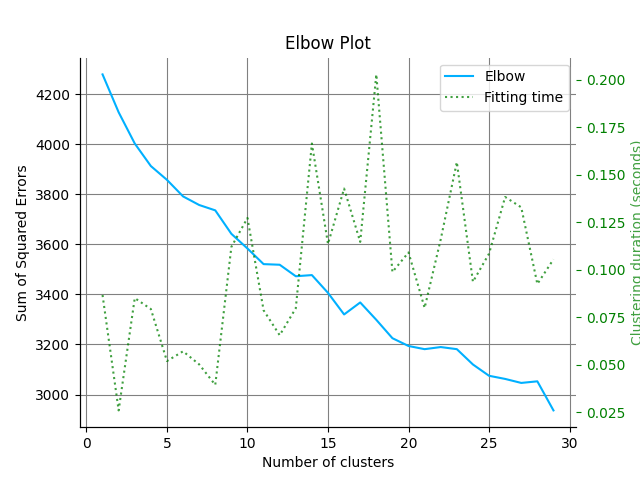 Elbow Plot
Elbow
Fitting time
4200
4000
3800
3600
3400
3200
3000
Sum of Squared Errors
0.200
0.175
0.150
0.125
0.100
0.075
0.050
0.025
Clustering duration (seconds)
0 5 10 15 20 25 30
Number of clusters